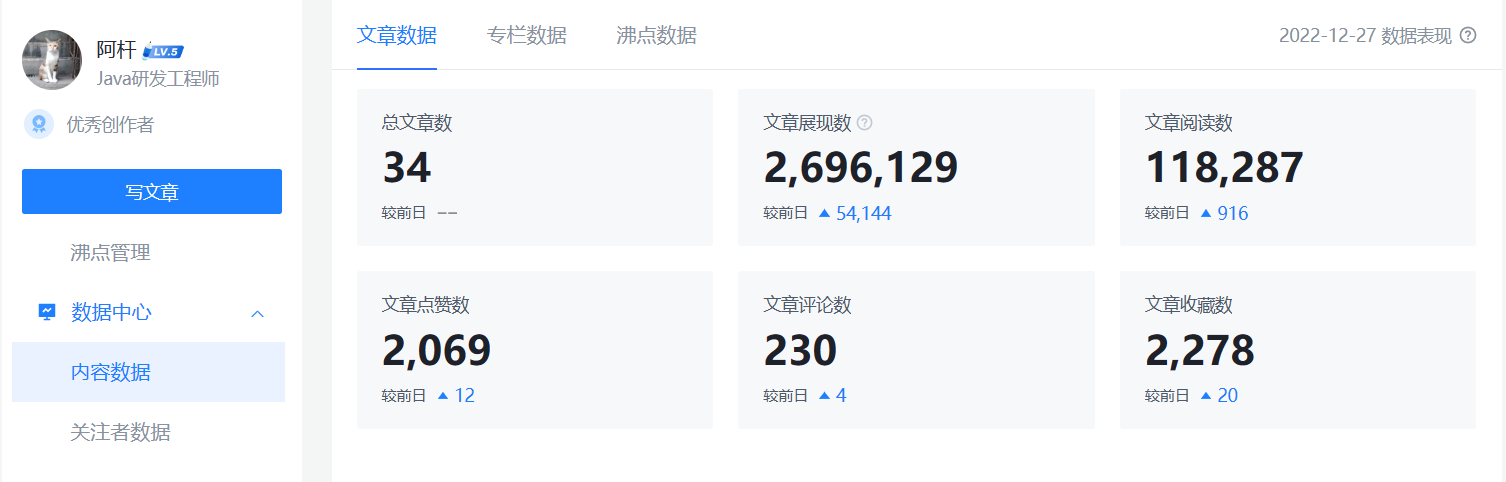 阿杆 LV.5
Java研发工程师
优秀创作者
写文章
沸点管理
数据中心
内容数据
关注者数据
文章数据 专栏数据 沸点数据 2022-12-27 数据表现 ?
总文章数
34
较前日 --
文章展现数 ?
2,696,129
较前日 ▲ 54,144
文章阅读数
118,287
较前日 ▲ 916
文章点赞数
2,069
较前日 ▲ 12
文章评论数
230
较前日 ▲ 4
文章收藏数
2,278
较前日 ▲ 20